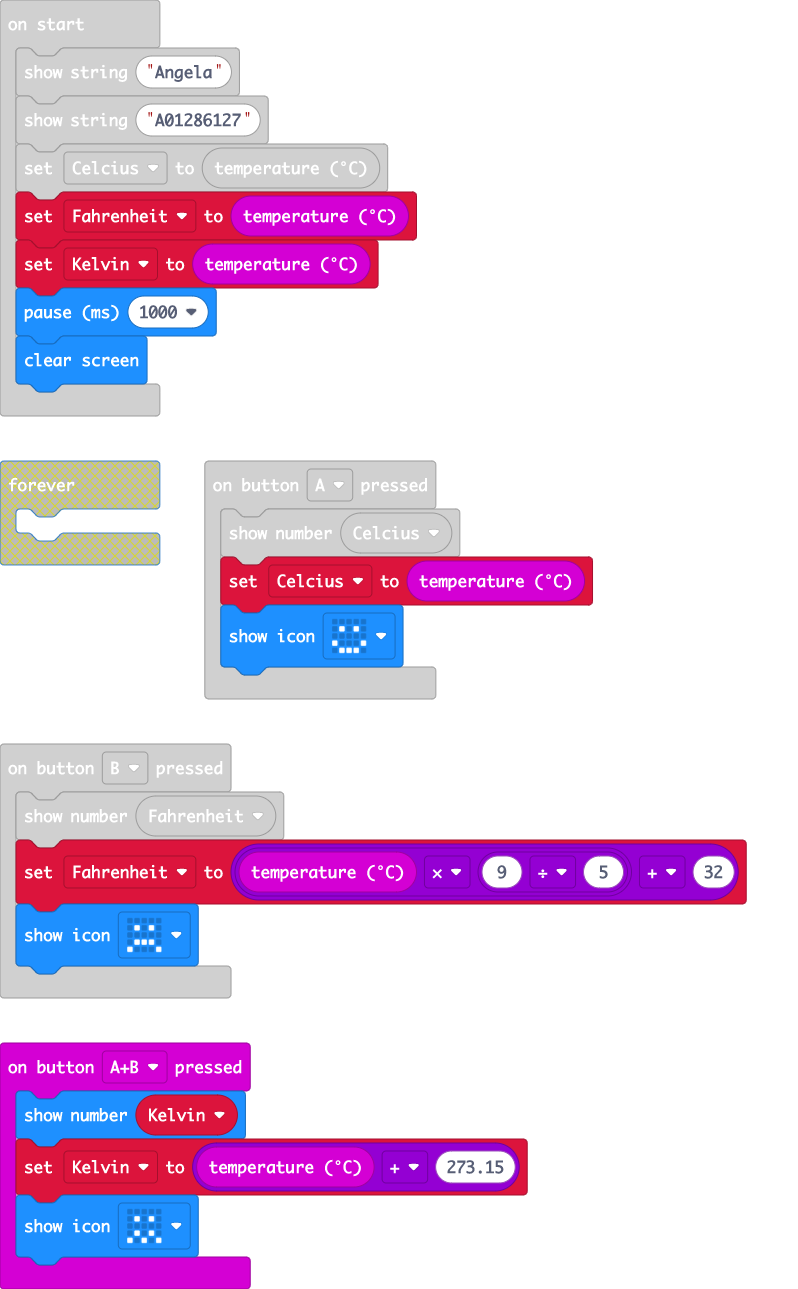 on start
show string "Angela"
show string "A01286127"
set Celcius to temperature (°C)
set Fahrenheit to temperature (°C)
set Kelvin to temperature (°C)
pause (ms) 1000
clear screen
forever
on button A pressed
show number Celcius
set Celcius to temperature (°C)
show icon
on button B pressed
show number Fahrenheit
set Fahrenheit to temperature (°C) × 9 ÷ 5 + 32
show icon
on button A+B pressed
show number Kelvin
set Kelvin to temperature (°C) + 273.15
show icon